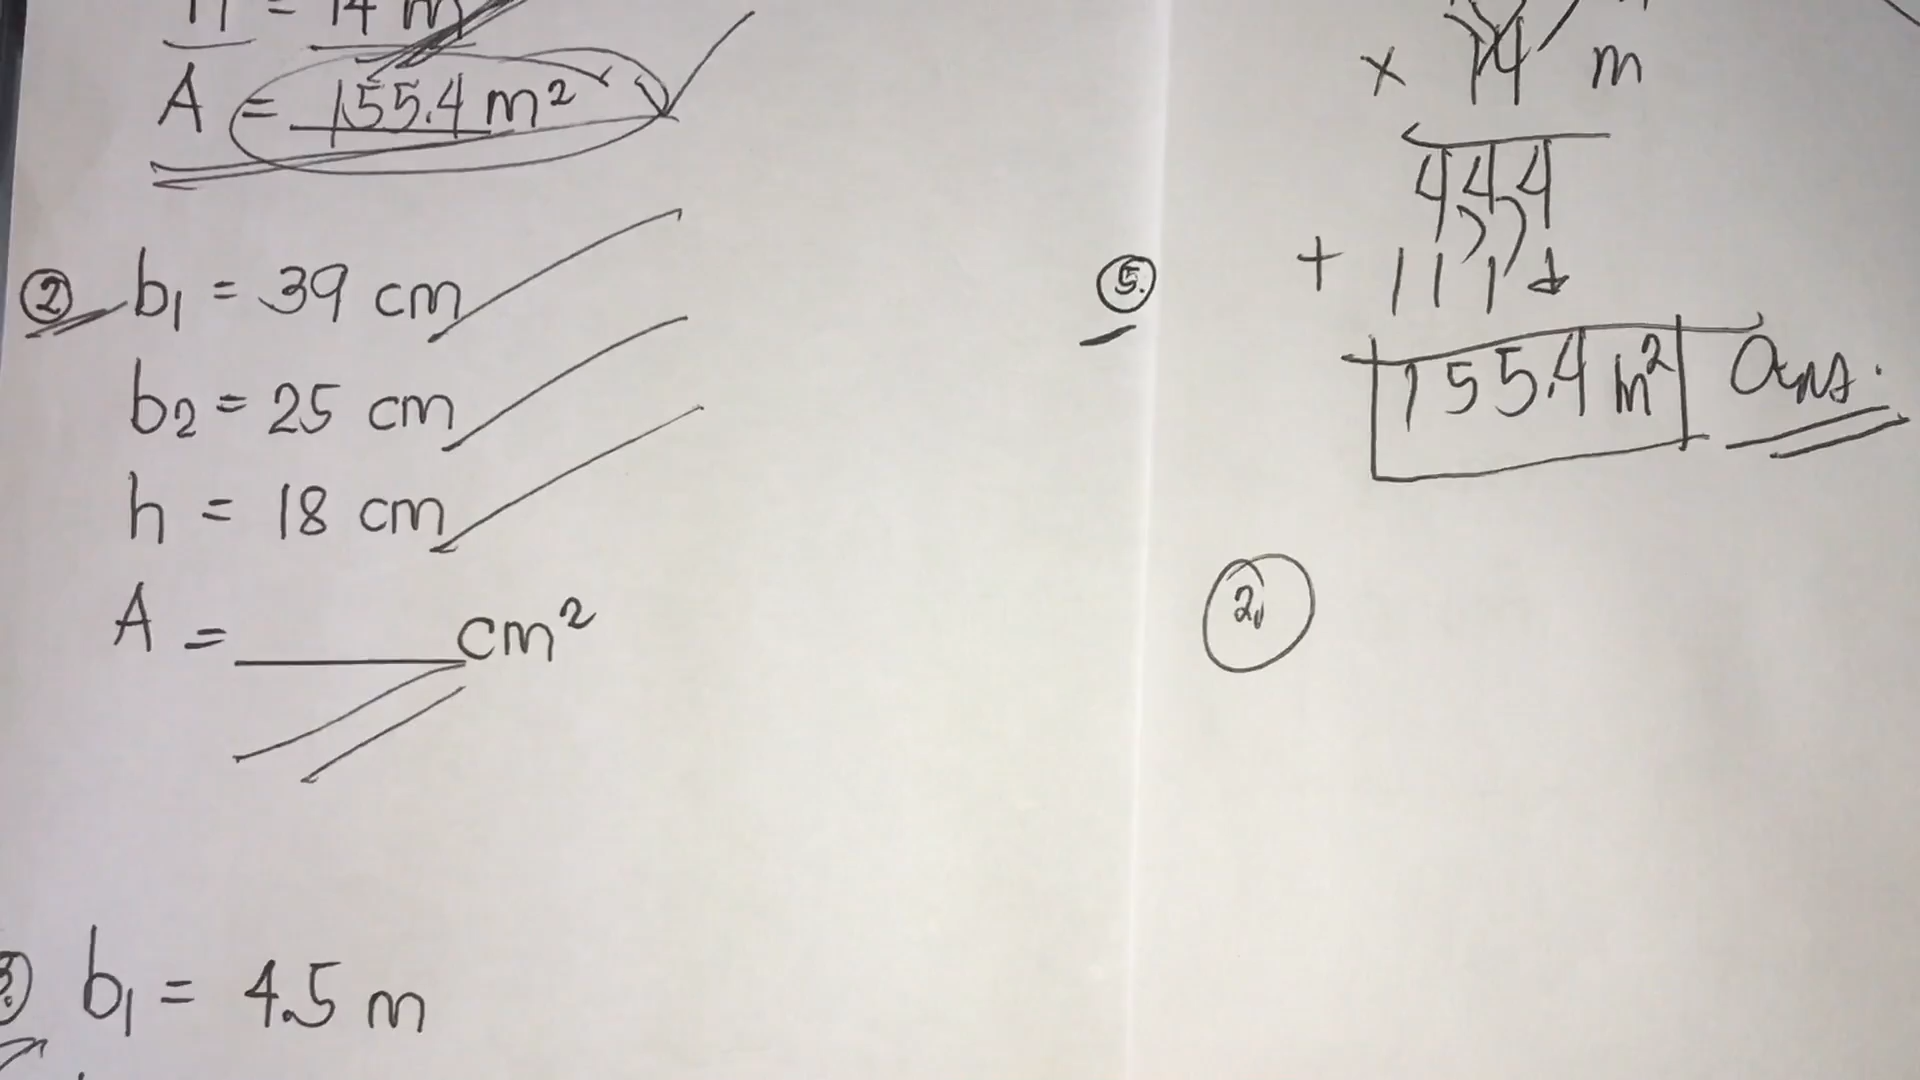 = 14 m
A = 155.4 m²
② b₁ = 39 cm
b₂ = 25 cm
h = 18 cm
A = ______ cm²
b₁ = 4.5 m
x 14 m
444
+ 111
155.4 m² Ans.
⑤.
②.